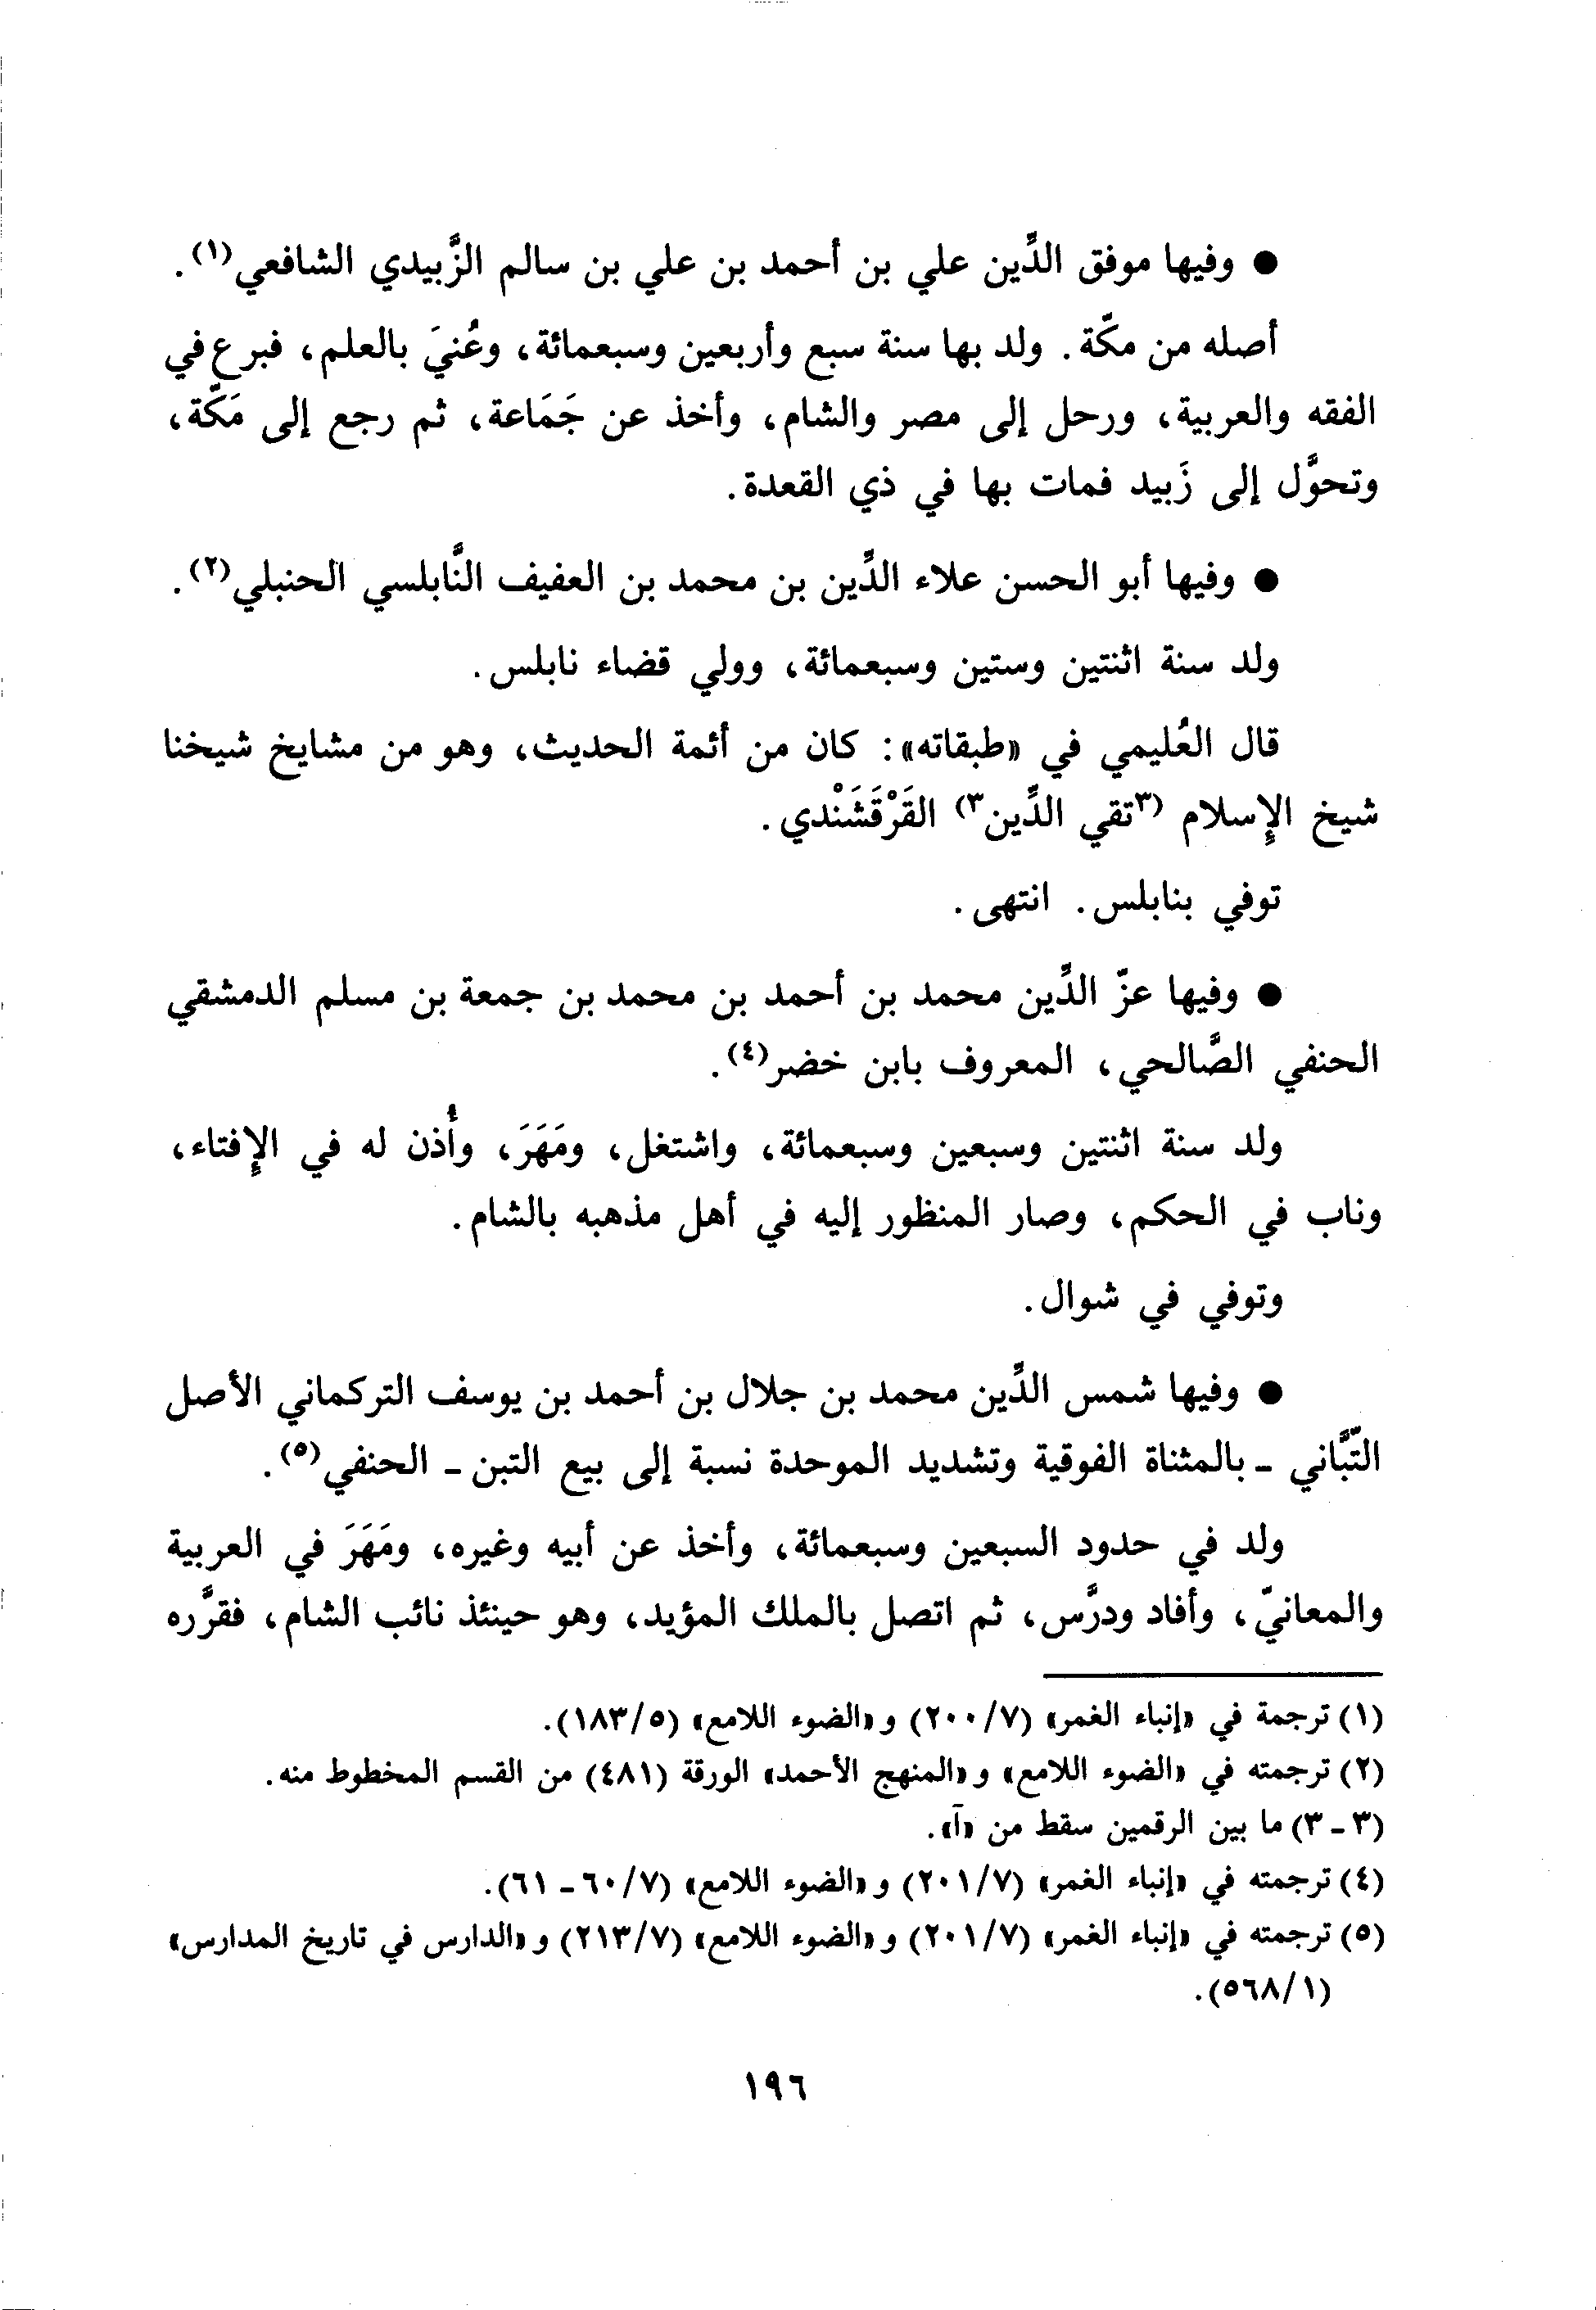 ● وفيها موفق الدِّين علي بن أحمد بن علي بن سالم الزَّبيدي الشافعي(١).
أصله من مكّة. ولد بها سنة سبع وأربعين وسبعمائة، وعُنيَ بالعلم، فبرع في
الفقه والعربية، ورحل إلى مصر والشام، وأخذ عن جَمَاعة، ثم رجع إلى مَكّة،
وتحوَّل إلى زَبيد فمات بها في ذي القعدة.
● وفيها أبو الحسن علاء الدِّين بن محمد بن العفيف النَّابلسي الحنبلي(٢).
ولد سنة اثنتين وستين وسبعمائة، وولي قضاء نابلس.
قال العُليمي في «طبقاته»: كان من أئمة الحديث، وهو من مشايخ شيخنا
شيخ الإسلام (٣تقي الدِّين٣) القَرْقَشَنْدي.
توفي بنابلس. انتهى.
● وفيها عزّ الدِّين محمد بن أحمد بن محمد بن جمعة بن مسلم الدمشقي
الحنفي الصَّالحي، المعروف بابن خضر(٤).
ولد سنة اثنتين وسبعين وسبعمائة، واشتغل، ومَهَرَ، وأُذن له في الإفتاء،
وناب في الحكم، وصار المنظور إليه في أهل مذهبه بالشام.
وتوفي في شوال.
● وفيها شمس الدِّين محمد بن جلال بن أحمد بن يوسف التركماني الأصل
التّبَّاني - بالمثناة الفوقية وتشديد الموحدة نسبة إلى بيع التبن - الحنفي(٥).
ولد في حدود السبعين وسبعمائة، وأخذ عن أبيه وغيره، ومَهَرَ في العربية
والمعانيّ، وأفاد ودرَّس، ثم اتصل بالملك المؤيد، وهو حينئذ نائب الشام، فقرَّره
(١) ترجمة في «إنباء الغمر» (٧/ ٢٠٠) و«الضوء اللامع» (٥/ ١٨٣).
(٢) ترجمته في «الضوء اللامع» و«المنهج الأحمد» الورقة (٤٨١) من القسم المخطوط منه.
(٣ - ٣) ما بين الرقمين سقط من «آ».
(٤) ترجمته في «إنباء الغمر» (٧/ ٢٠١) و«الضوء اللامع» (٧/ ٦٠ - ٦١).
(٥) ترجمته في «إنباء الغمر» (٧/ ٢٠١) و«الضوء اللامع» (٧/ ٢١٣) و«الدارس في تاريخ المدارس»
(١/ ٥٦٨).
١٩٦